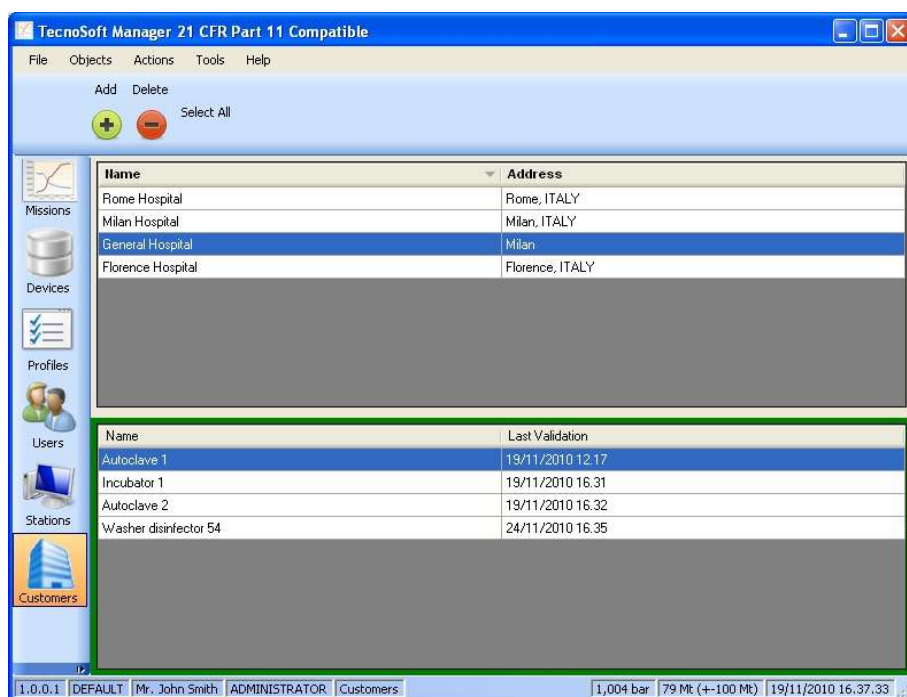 TecnoSoft Manager 21 CFR Part 11 Compatible
File Objects Actions Tools Help
Add Delete Select All
Missions
Devices
Profiles
Users
Stations
Customers
Name Address
Rome Hospital Rome, ITALY
Milan Hospital Milan, ITALY
General Hospital Milan
Florence Hospital Florence, ITALY
Name Last Validation
Autoclave 1 19/11/2010 12.17
Incubator 1 19/11/2010 16.31
Autoclave 2 19/11/2010 16.32
Washer disinfector 54 24/11/2010 16.35
1.0.0.1 DEFAULT Mr. John Smith ADMINISTRATOR Customers 1,004 bar 79 Mt (+-100 Mt) 19/11/2010 16.37.33